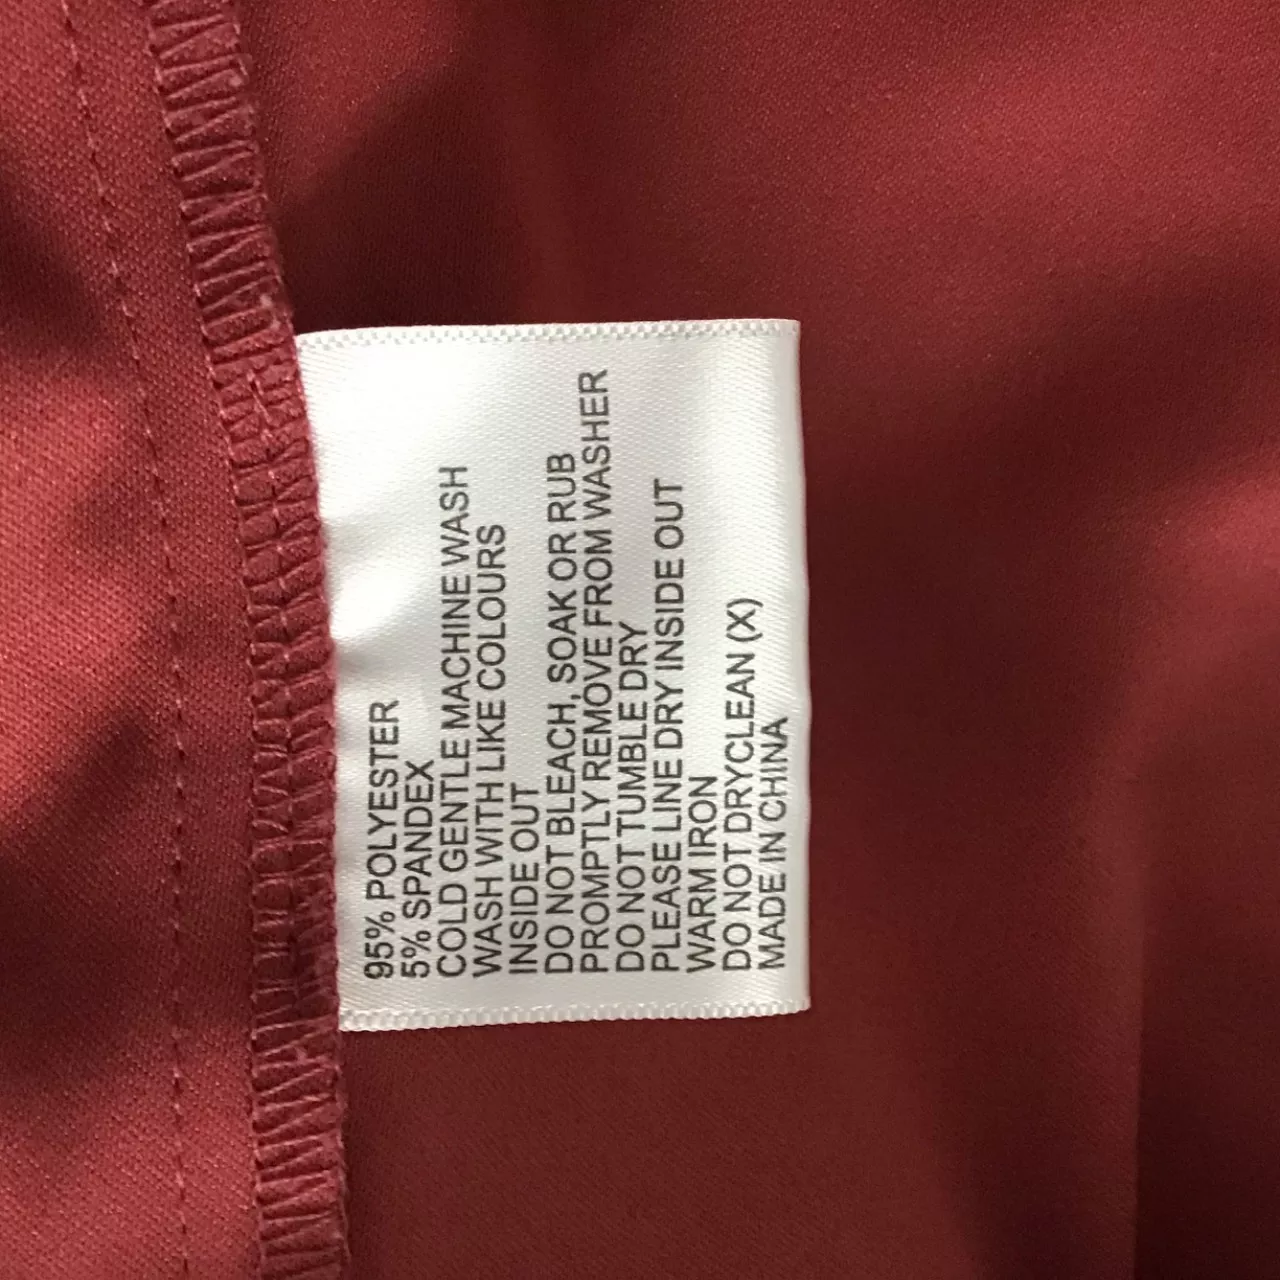 95% POLYESTER
5% SPANDEX
COLD GENTLE MACHINE WASH
WASH WITH LIKE COLOURS
INSIDE OUT
DO NOT BLEACH, SOAK OR RUB
PROMPTLY REMOVE FROM WASHER
DO NOT TUMBLE DRY
PLEASE LINE DRY INSIDE OUT
WARM IRON
DO NOT DRYCLEAN (X)
MADE IN CHINA